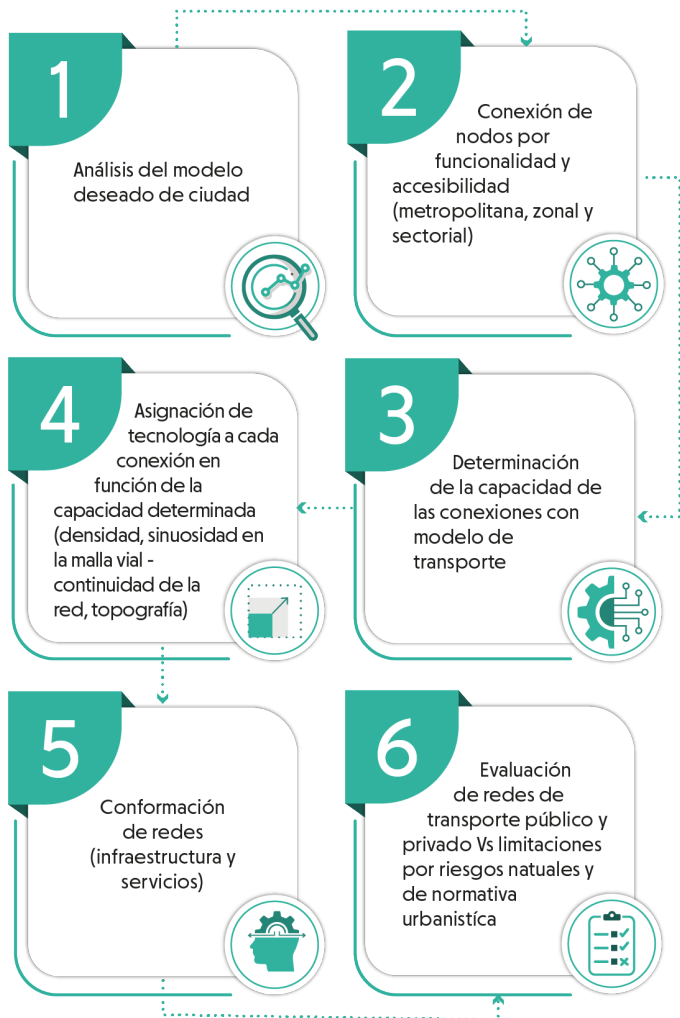 1
Análisis del modelo
deseado de ciudad
2
Conexión de
nodos por
funcionalidad y
accesibilidad
(metropolitana, zonal y
sectorial)
3
Determinación
de la capacidad de
las conexiones con
modelo de
transporte
4
Asignación de
tecnología a cada
conexión en
función de la
capacidad determinada
(densidad, sinuosidad en
la malla vial -
continuidad de la
red, topografía)
5
Conformación
de redes
(infraestructura y
servicios)
6
Evaluación
de redes de
transporte público y
privado Vs limitaciones
por riesgos natuales y
de normativa
urbanistíca